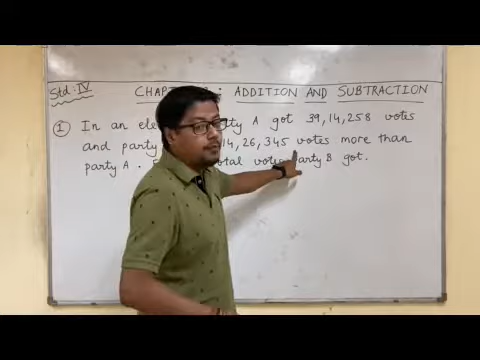 Std: IV
CHAP : ADDITION AND SUBTRACTION
① In an ele ty A got 39,14,258 votes
and party 14,26,345 votes more than
party A. total votes party B got.